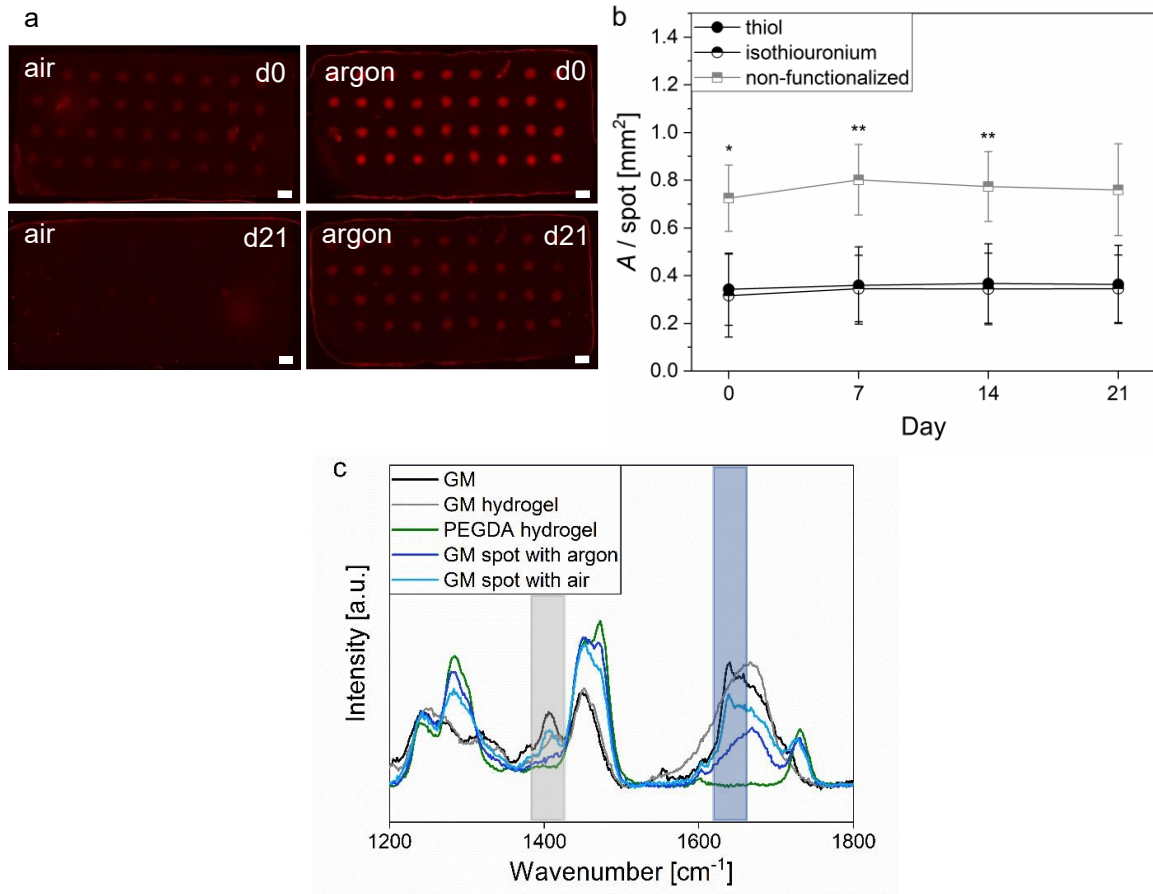 a
air d0
argon d0
air d21
argon d21
b
thiol
isothiouronium
non-functionalized
1.4
1.2
1.0
0.8
0.6
0.4
0.2
0.0
A / spot [mm²]
* ** **
0 7 14 21
Day
c
GM
GM hydrogel
PEGDA hydrogel
GM spot with argon
GM spot with air
Intensity [a.u.]
1200 1400 1600 1800
Wavenumber [cm⁻¹]